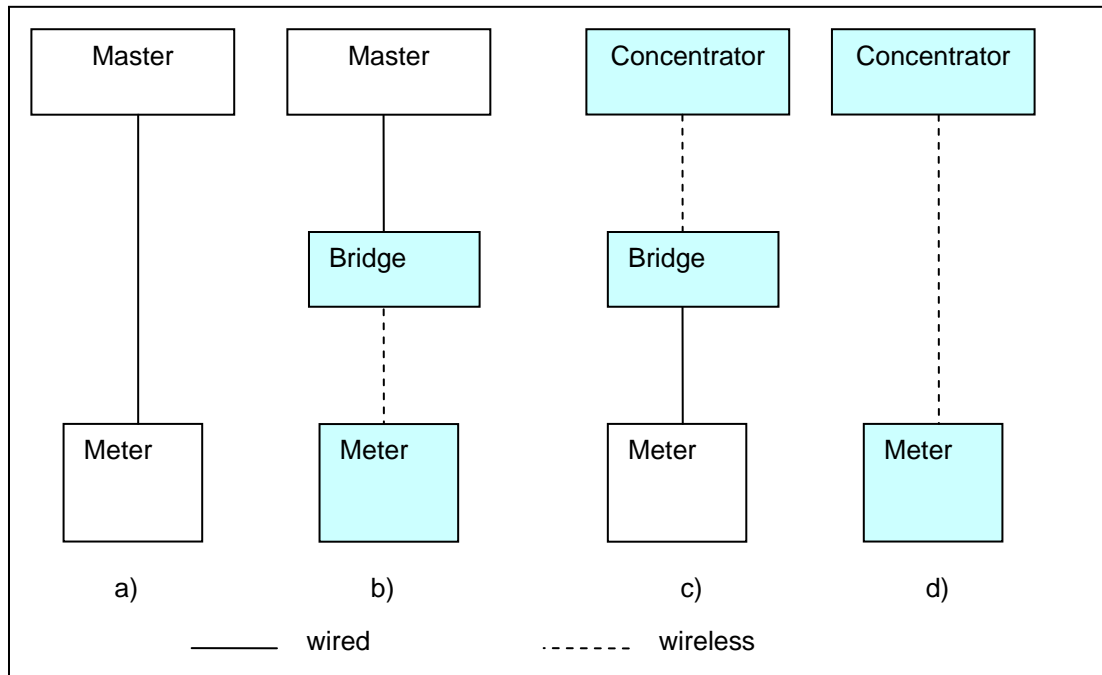 Master Master Concentrator Concentrator
Bridge Bridge
Meter Meter Meter Meter
a) b) c) d)
wired wireless